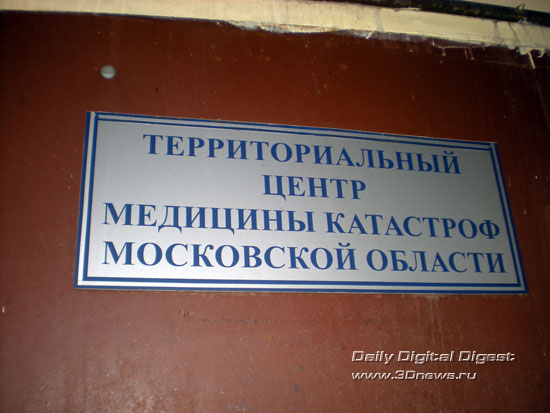 ТЕРРИТОРИАЛЬНЫЙ
ЦЕНТР
МЕДИЦИНЫ КАТАСТРОФ
МОСКОВСКОЙ ОБЛАСТИ
Daily Digital Digest
www.3Dnews.ru